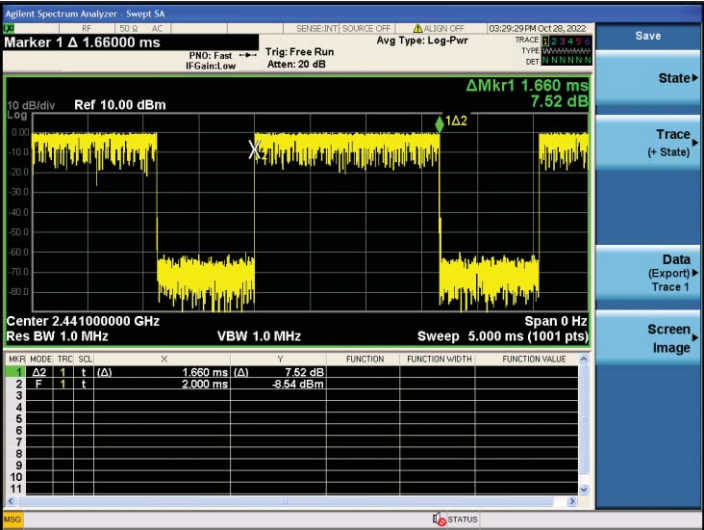 Agilent Spectrum Analyzer - Swept SA
RF 50 Ω AC SENSE:INT SOURCE OFF ALIGN OFF 03:29:29 PM Oct 28, 2022
Marker 1 Δ 1.66000 ms
PNO: Fast
IFGain:Low
Trig: Free Run
Atten: 20 dB
Avg Type: Log-Pwr
TRACE 1 2 3 4 5 6
TYPE
DET N N N N N N
ΔMkr1 1.660 ms
7.52 dB
10 dB/div Ref 10.00 dBm
Log
1Δ2
0.00
-10.0
-20.0
-30.0
-40.0
-50.0
-60.0
-70.0
-80.0
Center 2.441000000 GHz Span 0 Hz
Res BW 1.0 MHz VBW 1.0 MHz Sweep 5.000 ms (1001 pts)
MKR MODE TRC SCL X Y FUNCTION FUNCTION WIDTH FUNCTION VALUE
1 Δ2 1 t (Δ) 1.660 ms (Δ) 7.52 dB
2 F 1 t 2.000 ms -8.54 dBm
3
4
5
6
7
8
9
10
11
MSG STATUS
Save
State
Trace
(+ State)
Data
(Export)
Trace 1
Screen
Image